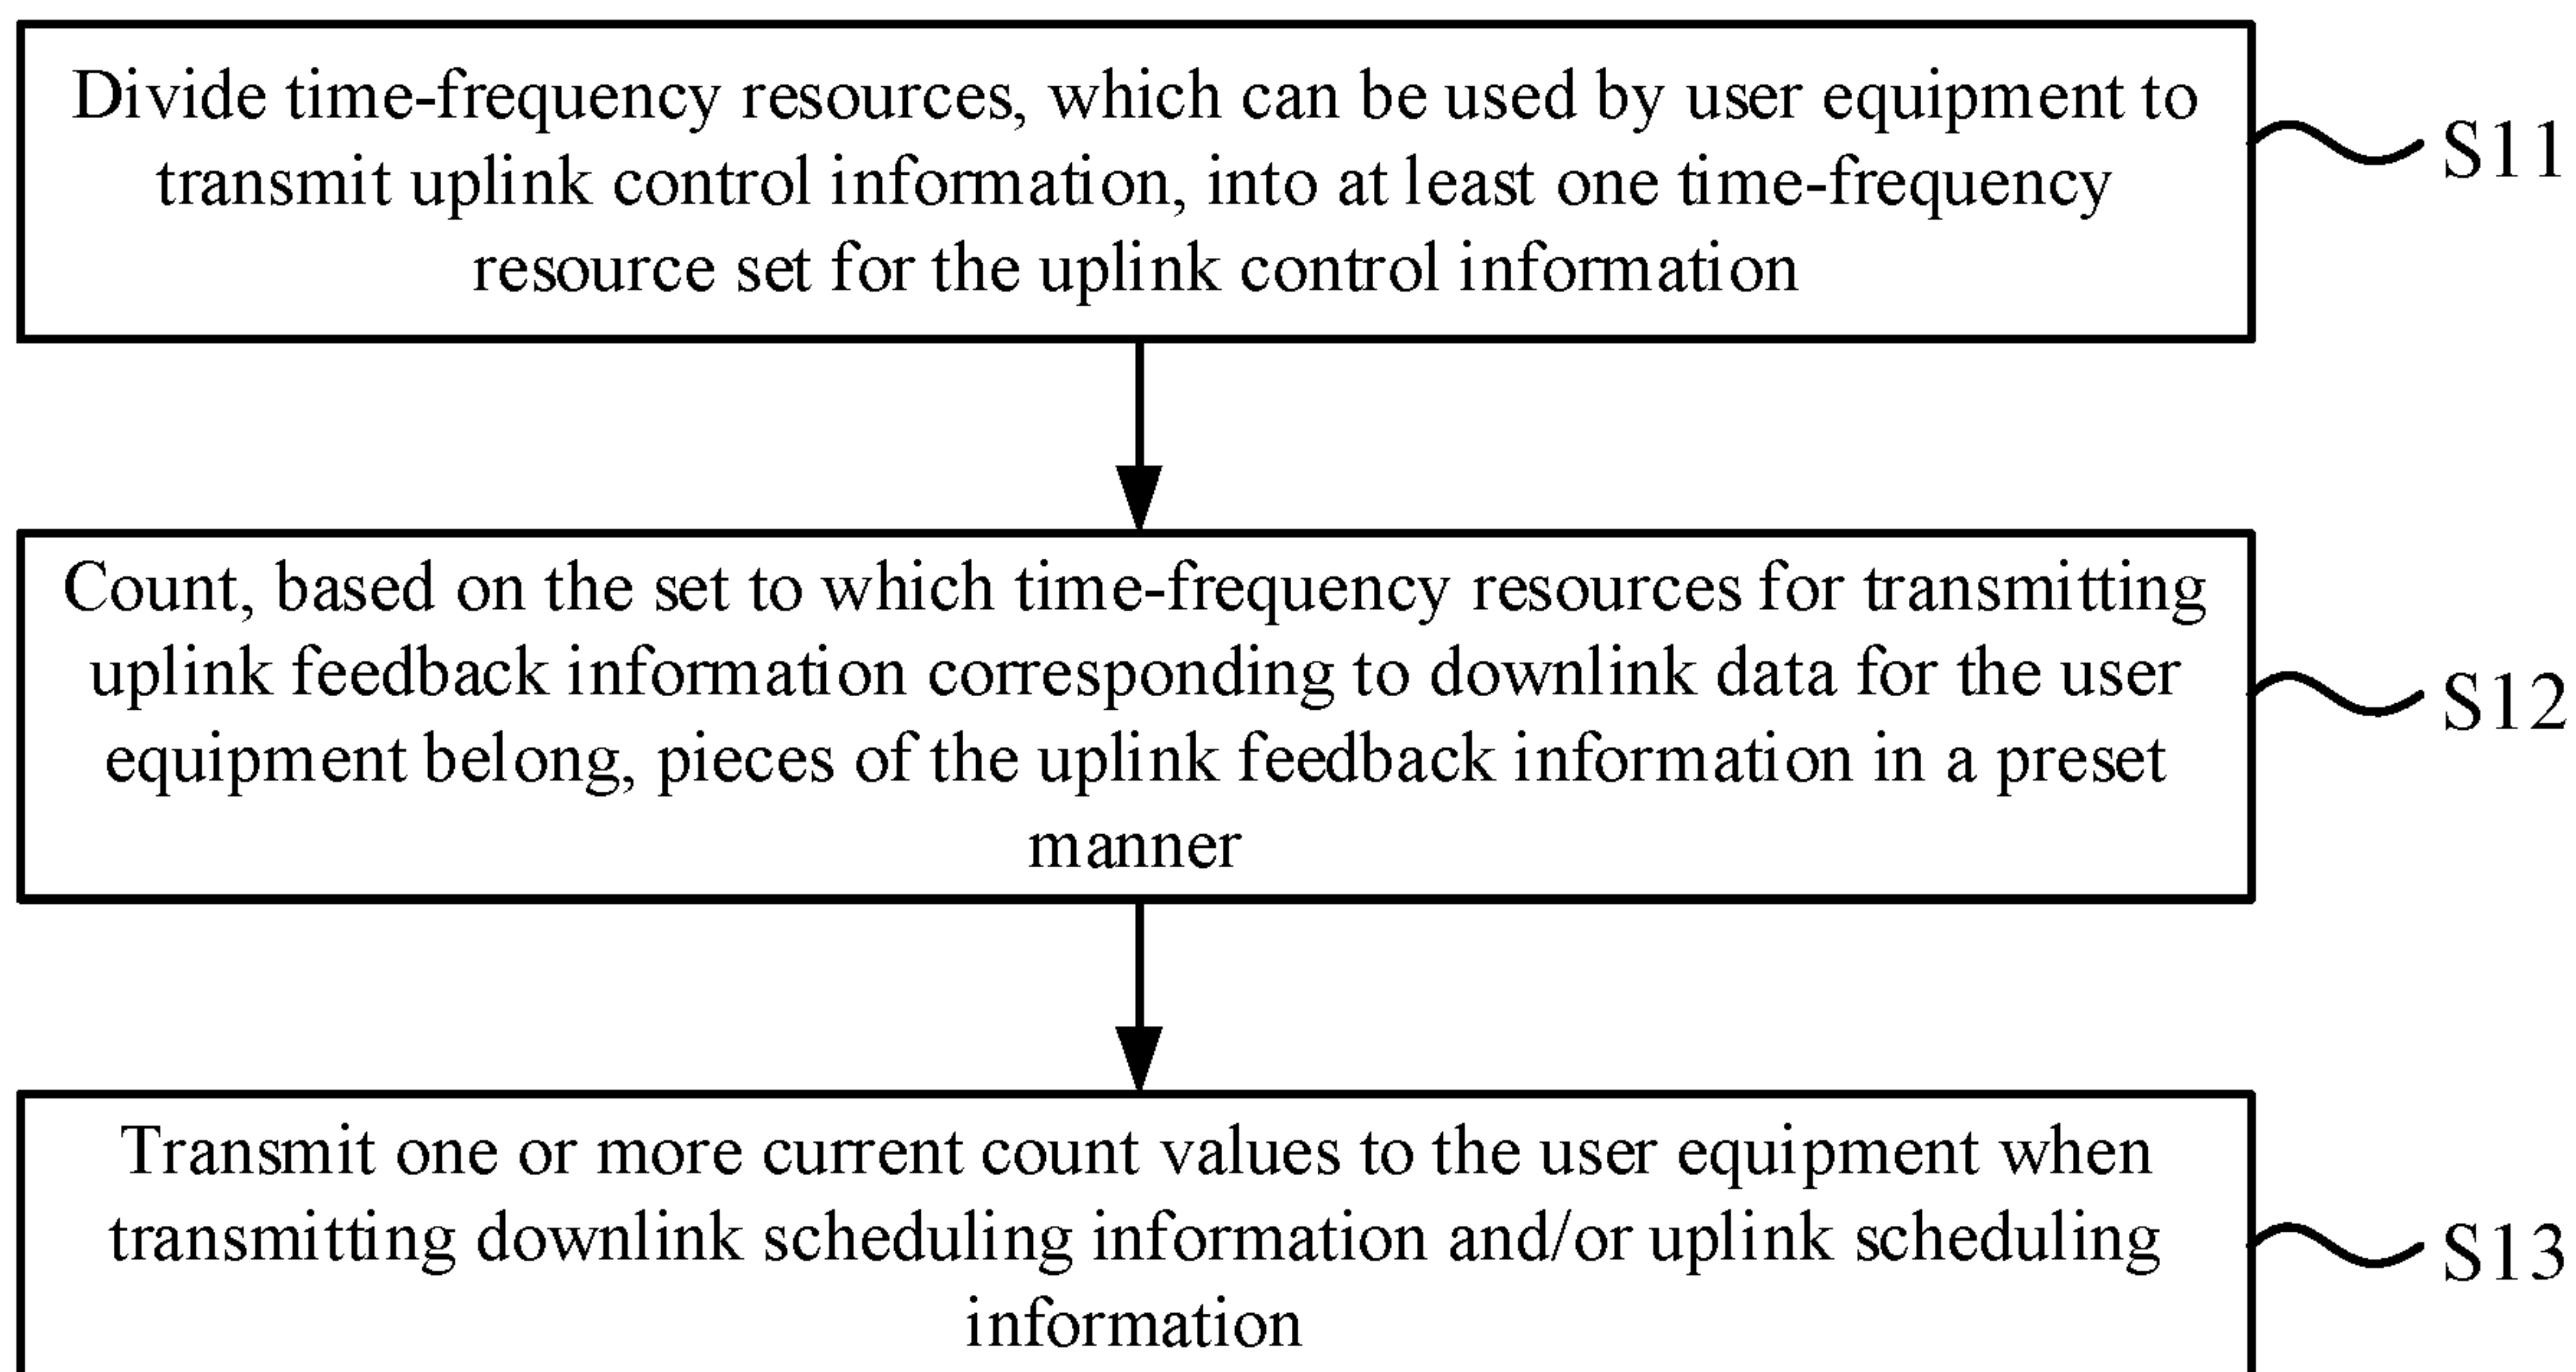 Divide time-frequency resources, which can be used by user equipment to
transmit uplink control information, into at least one time-frequency
resource set for the uplink control information
S11
Count, based on the set to which time-frequency resources for transmitting
uplink feedback information corresponding to downlink data for the user
equipment belong, pieces of the uplink feedback information in a preset
manner
S12
Transmit one or more current count values to the user equipment when
transmitting downlink scheduling information and/or uplink scheduling
information
S13